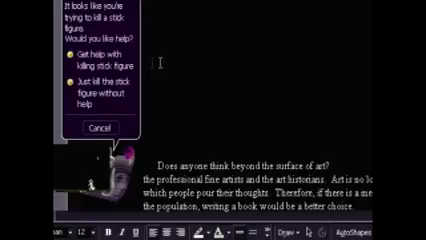 It looks like you're
trying to kill a stick
figure.
Would you like help?
Get help with
killing stick figure
Just kill the stick
figure without
help
Cancel
Does anyone think beyond the surface of art?
the professional fine artists and the art historians. Art is no
which people pour their thoughts. Therefore, if there is a me
the population, writing a book would be a better choice.
12
B I U
A
Draw
AutoShapes